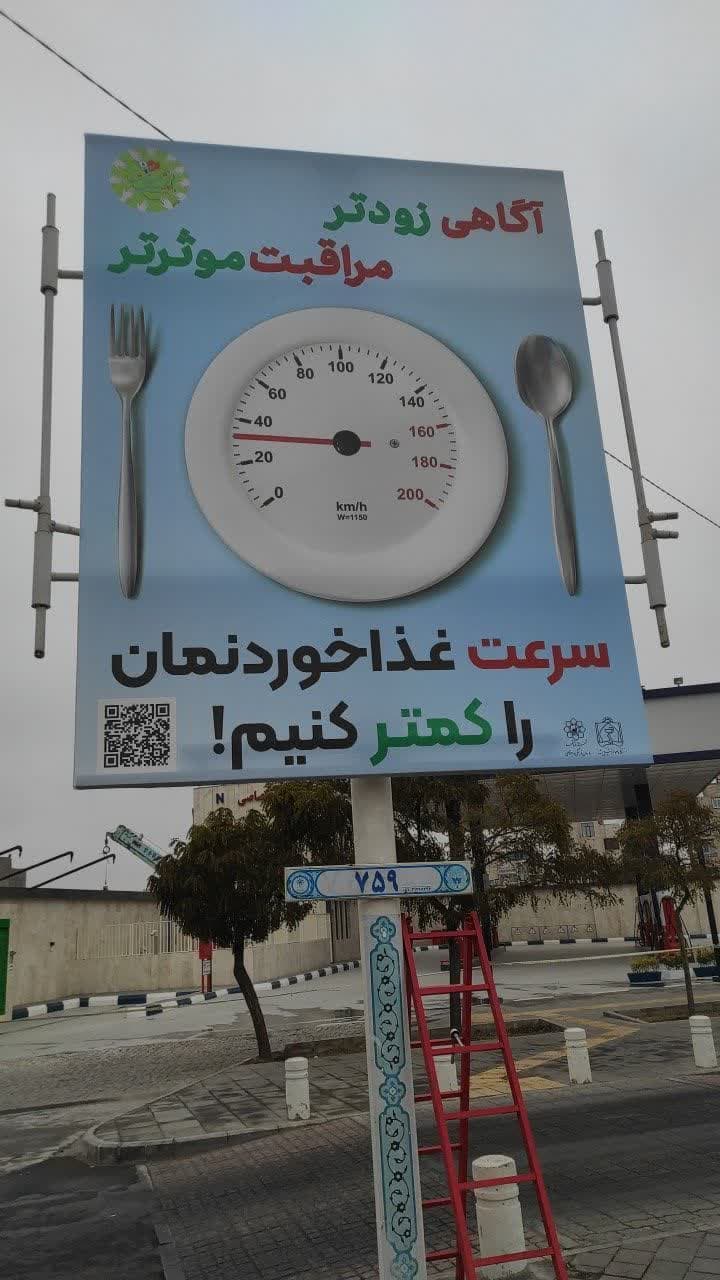 آگاهی زودتر
مراقبت موثرتر
0
20
40
60
80
100
120
140
160
180
200
km/h
W=1150
سرعت غذاخوردنمان
را کمتر کنیم!
N
۷۵۹